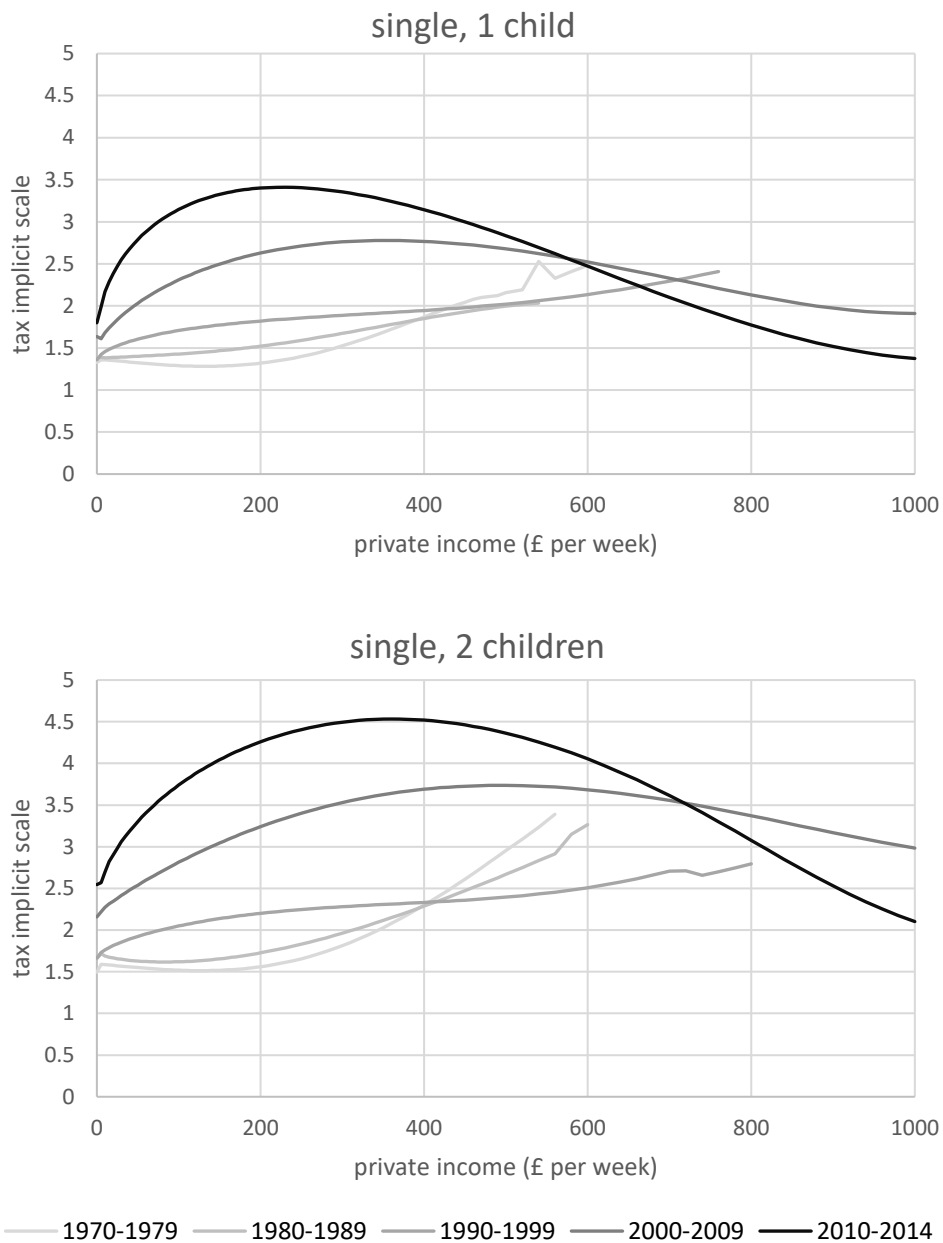 single, 1 child
5
4.5
4
3.5
3
2.5
2
1.5
1
0.5
0
tax implicit scale
0 200 400 600 800 1000
private income (£ per week)
single, 2 children
5
4.5
4
3.5
3
2.5
2
1.5
1
0.5
0
tax implicit scale
0 200 400 600 800 1000
private income (£ per week)
1970-1979 1980-1989 1990-1999 2000-2009 2010-2014